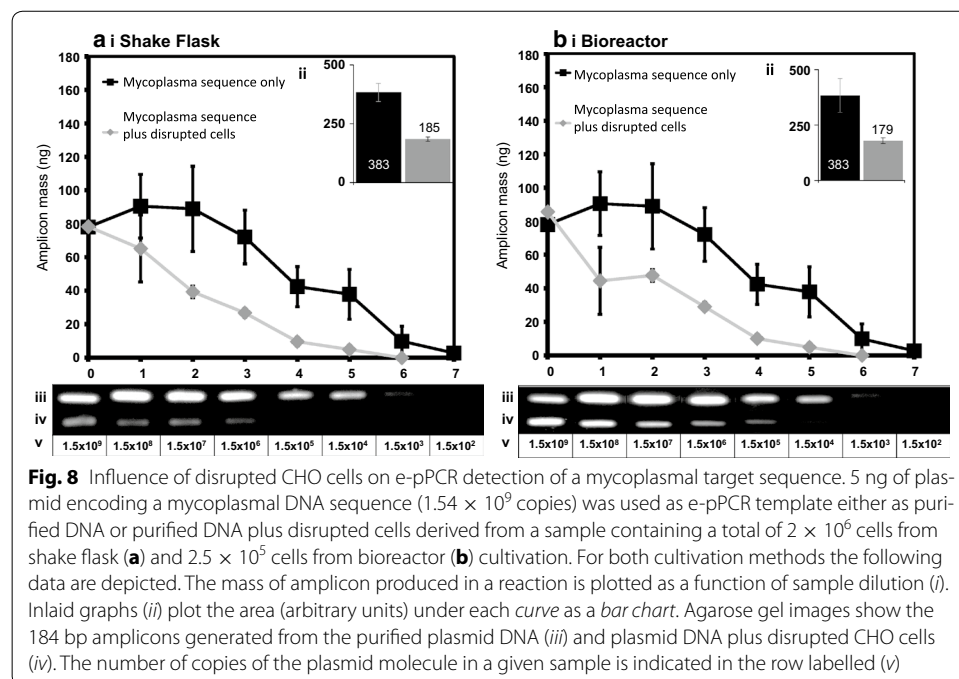 a i Shake Flask
180
160
140
120
100
80
60
40
20
0
Amplicon mass (ng)
Mycoplasma sequence only
Mycoplasma sequence
plus disrupted cells
ii
500
250
0
383
185
0 1 2 3 4 5 6 7
iii
iv
v 1.5x10⁹ 1.5x10⁸ 1.5x10⁷ 1.5x10⁶ 1.5x10⁵ 1.5x10⁴ 1.5x10³ 1.5x10²
b i Bioreactor
180
160
140
120
100
80
60
40
20
0
Amplicon mass (ng)
Mycoplasma sequence only
Mycoplasma sequence
plus disrupted cells
ii
500
250
0
383
179
0 1 2 3 4 5 6 7
iii
iv
v 1.5x10⁹ 1.5x10⁸ 1.5x10⁷ 1.5x10⁶ 1.5x10⁵ 1.5x10⁴ 1.5x10³ 1.5x10²
Fig. 8 Influence of disrupted CHO cells on e-pPCR detection of a mycoplasmal target sequence. 5 ng of plas-
mid encoding a mycoplasmal DNA sequence (1.54 × 10⁹ copies) was used as e-pPCR template either as puri-
fied DNA or purified DNA plus disrupted cells derived from a sample containing a total of 2 × 10⁶ cells from
shake flask (a) and 2.5 × 10⁵ cells from bioreactor (b) cultivation. For both cultivation methods the following
data are depicted. The mass of amplicon produced in a reaction is plotted as a function of sample dilution (i).
Inlaid graphs (ii) plot the area (arbitrary units) under each curve as a bar chart. Agarose gel images show the
184 bp amplicons generated from the purified plasmid DNA (iii) and plasmid DNA plus disrupted CHO cells
(iv). The number of copies of the plasmid molecule in a given sample is indicated in the row labelled (v)